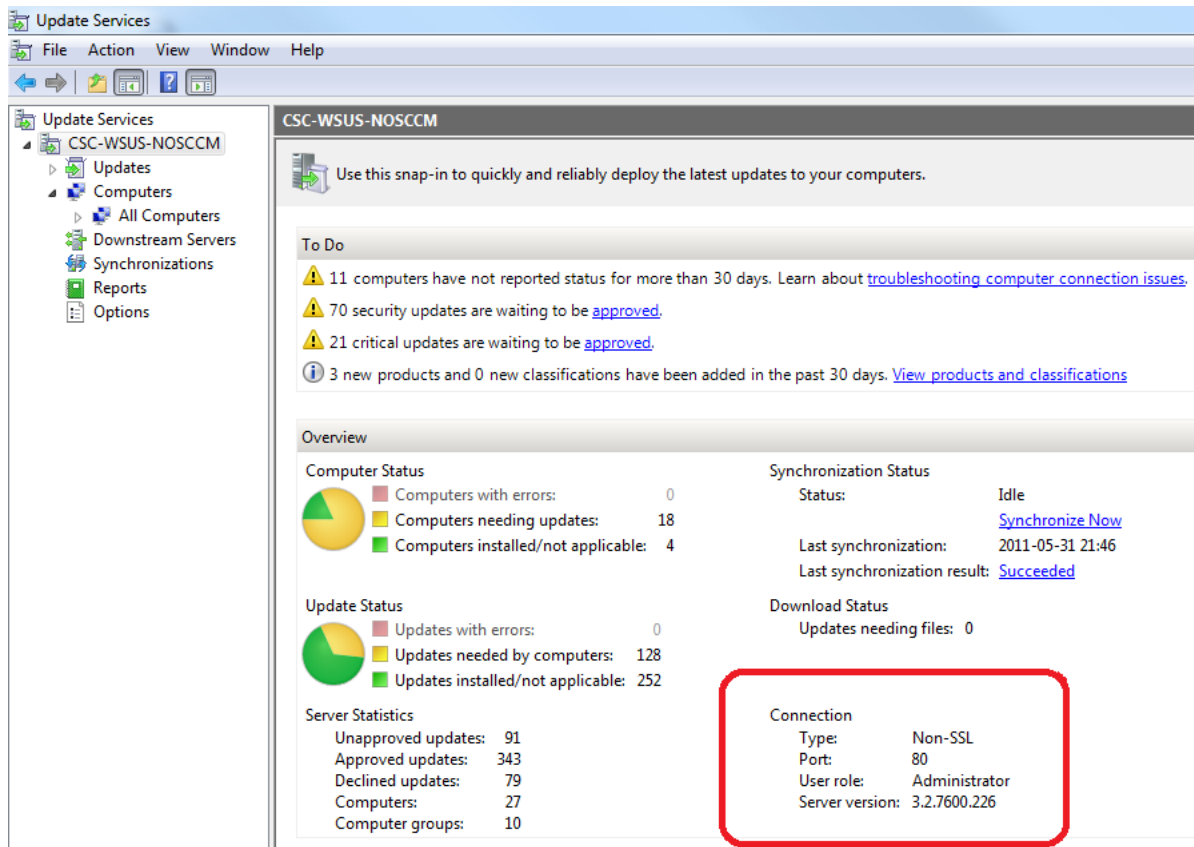 Update Services
File Action View Window Help
Update Services
CSC-WSUS-NOSCCM
Updates
Computers
All Computers
Downstream Servers
Synchronizations
Reports
Options
CSC-WSUS-NOSCCM
Use this snap-in to quickly and reliably deploy the latest updates to your computers.
To Do
11 computers have not reported status for more than 30 days. Learn about troubleshooting computer connection issues.
70 security updates are waiting to be approved.
21 critical updates are waiting to be approved.
3 new products and 0 new classifications have been added in the past 30 days. View products and classifications
Overview
Computer Status
Computers with errors: 0
Computers needing updates: 18
Computers installed/not applicable: 4
Synchronization Status
Status: Idle
Synchronize Now
Last synchronization: 2011-05-31 21:46
Last synchronization result: Succeeded
Update Status
Updates with errors: 0
Updates needed by computers: 128
Updates installed/not applicable: 252
Download Status
Updates needing files: 0
Server Statistics
Unapproved updates: 91
Approved updates: 343
Declined updates: 79
Computers: 27
Computer groups: 10
Connection
Type: Non-SSL
Port: 80
User role: Administrator
Server version: 3.2.7600.226